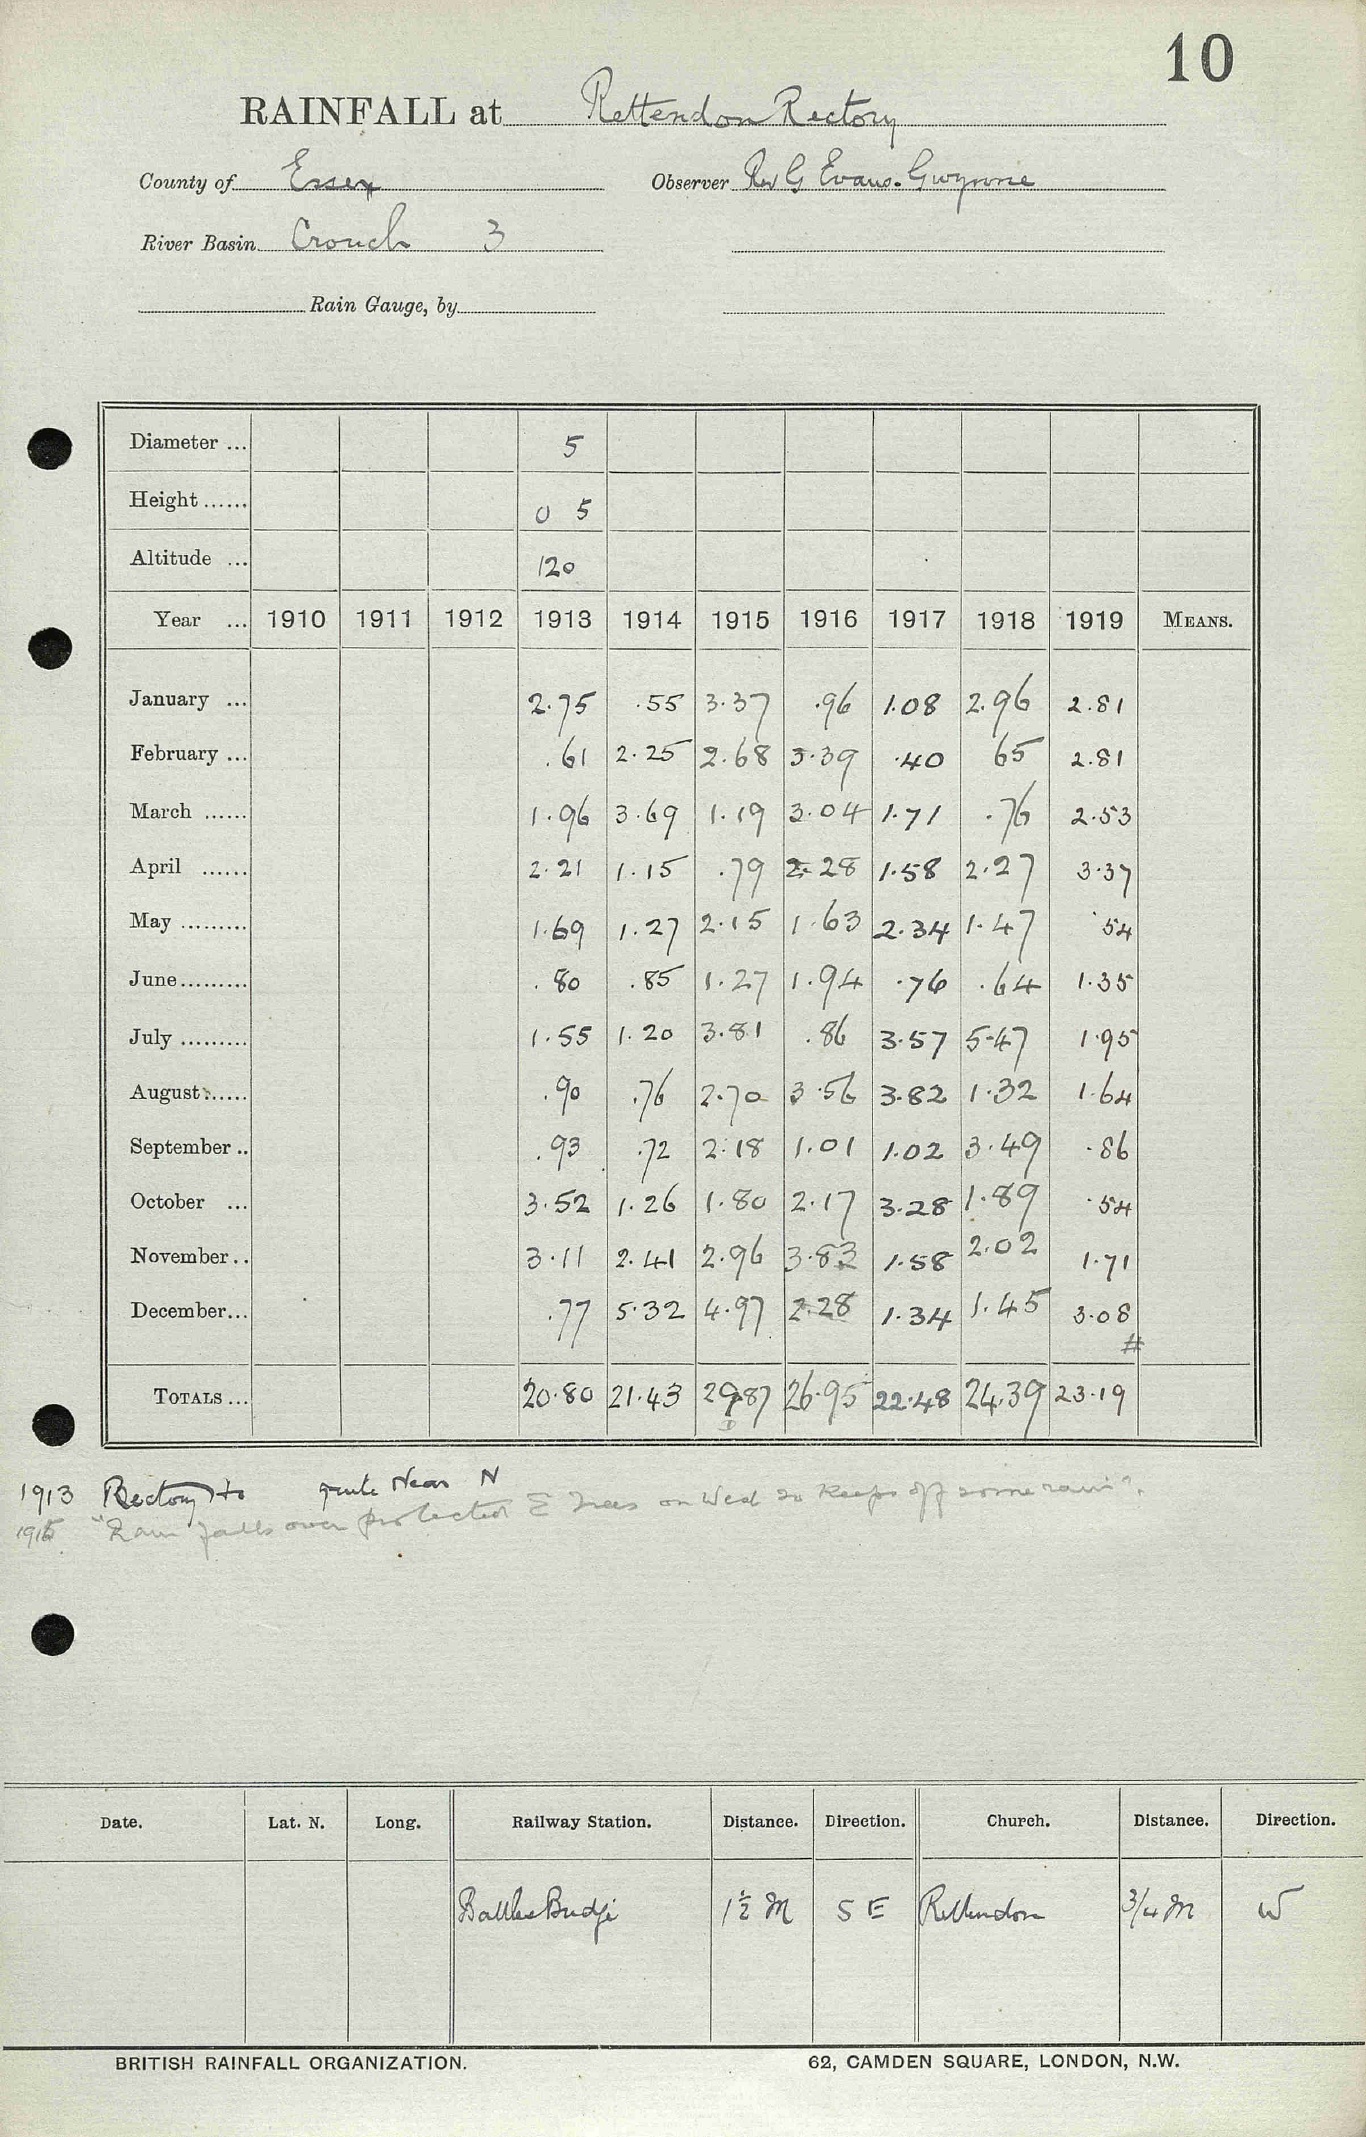 10
RAINFALL at Rettendon Rectory
County of Essex Observer Rev G Evans-Gwynne
River Basin Crouch 3
Rain Gauge, by
Diameter ... 5
Height ...... 0 5
Altitude ... 120
Year ... 1910 1911 1912 1913 1914 1915 1916 1917 1918 1919 MEANS.
January ... 2.75 .55 3.37 .96 1.08 2.96 2.81
February ... .61 2.25 2.68 3.39 .40 65 2.81
March ...... 1.96 3.69 1.19 3.04 1.71 .76 2.53
April ...... 2.21 1.15 .79 2.28 1.58 2.27 3.37
May ......... 1.69 1.27 2.15 1.63 2.34 1.47 .54
June ......... .80 .85 1.27 1.94 .76 .64 1.35
July ......... 1.55 1.20 3.81 .86 3.57 5.47 1.95
August ...... .90 .76 2.70 3.56 3.82 1.32 1.64
September .. .93 .72 2.18 1.01 1.02 3.49 .86
October ... 3.52 1.26 1.80 2.17 3.28 1.89 .54
November .. 3.11 2.41 2.96 3.83 1.58 2.02 1.71
December ... .77 5.32 4.97 2.28 1.34 1.45 3.08
#
TOTALS ... 20.80 21.43 29.87 26.95 22.48 24.39 23.19
1913 Rectory to quite near N
1915 "Rain falls over protected E Trees on West so keeps off some rain".
Date. Lat. N. Long. Railway Station. Distance. Direction. Church. Distance. Direction.
Battles Bridge 1½ M S E Rettendon 3/4 M W
BRITISH RAINFALL ORGANIZATION. 62, CAMDEN SQUARE, LONDON, N.W.